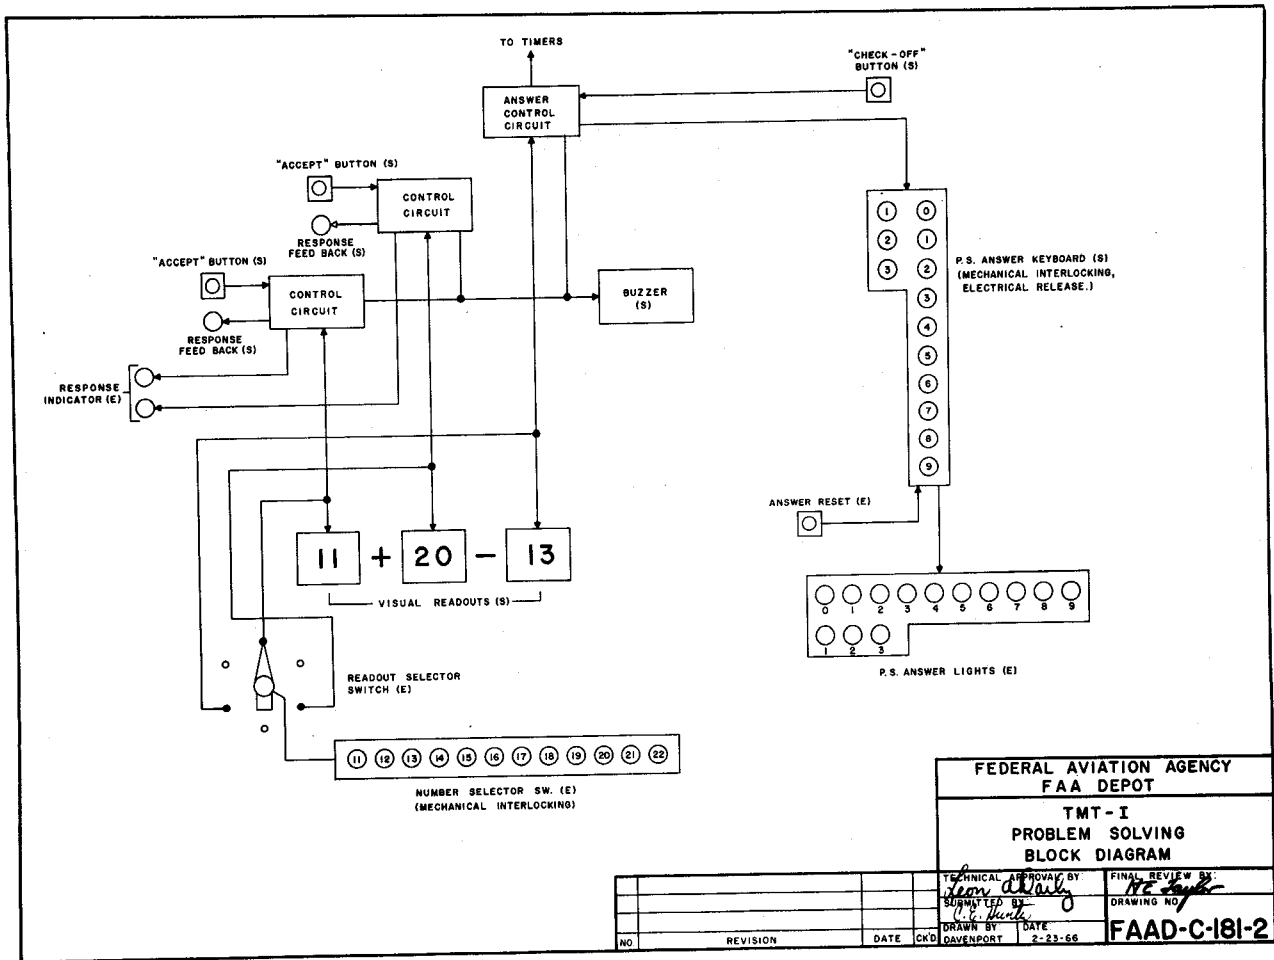 TO TIMERS
"CHECK-OFF"
BUTTON (S)
ANSWER
CONTROL
CIRCUIT
"ACCEPT" BUTTON (S)
CONTROL
CIRCUIT
RESPONSE
FEED BACK (S)
"ACCEPT" BUTTON (S)
CONTROL
CIRCUIT
RESPONSE
FEED BACK (S)
BUZZER
(S)
RESPONSE
INDICATOR (E)
1 0
2 1
3 2
3
4
5
6
7
8
9
P.S. ANSWER KEYBOARD (S)
(MECHANICAL INTERLOCKING,
ELECTRICAL RELEASE.)
ANSWER RESET (E)
11 + 20 - 13
VISUAL READOUTS (S)
0 1 2 3 4 5 6 7 8 9
1 2 3
P.S. ANSWER LIGHTS (E)
READOUT SELECTOR
SWITCH (E)
11 12 13 14 15 16 17 18 19 20 21 22
NUMBER SELECTOR SW. (E)
(MECHANICAL INTERLOCKING)
FEDERAL AVIATION AGENCY
FAA DEPOT
TMT-I
PROBLEM SOLVING
BLOCK DIAGRAM
TECHNICAL APPROVAL BY:
Leon
FINAL REVIEW BY:
H E Taylor
SUBMITTED BY:
C. E.
DRAWING NO.
FAAD-C-181-2
DRAWN BY
DAVENPORT
DATE
2-23-66
NO REVISION DATE CK'D